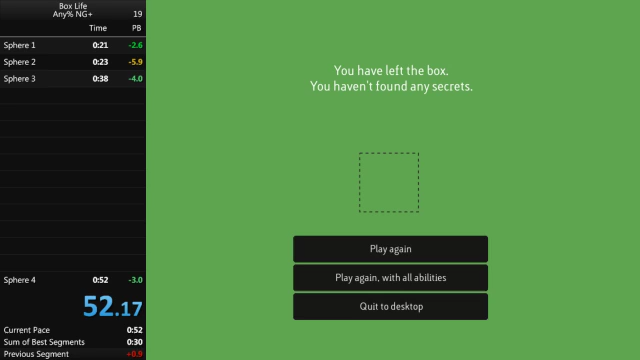 Box Life
Any% NG+ 19
Time PB
Sphere 1 0:21 -2.6
Sphere 2 0:23 -5.9
Sphere 3 0:38 -4.0
Sphere 4 0:52 -3.0
52.17
Current Pace 0:52
Sum of Best Segments 0:30
Previous Segment +0.9
You have left the box.
You haven't found any secrets.
Play again
Play again, with all abilities
Quit to desktop